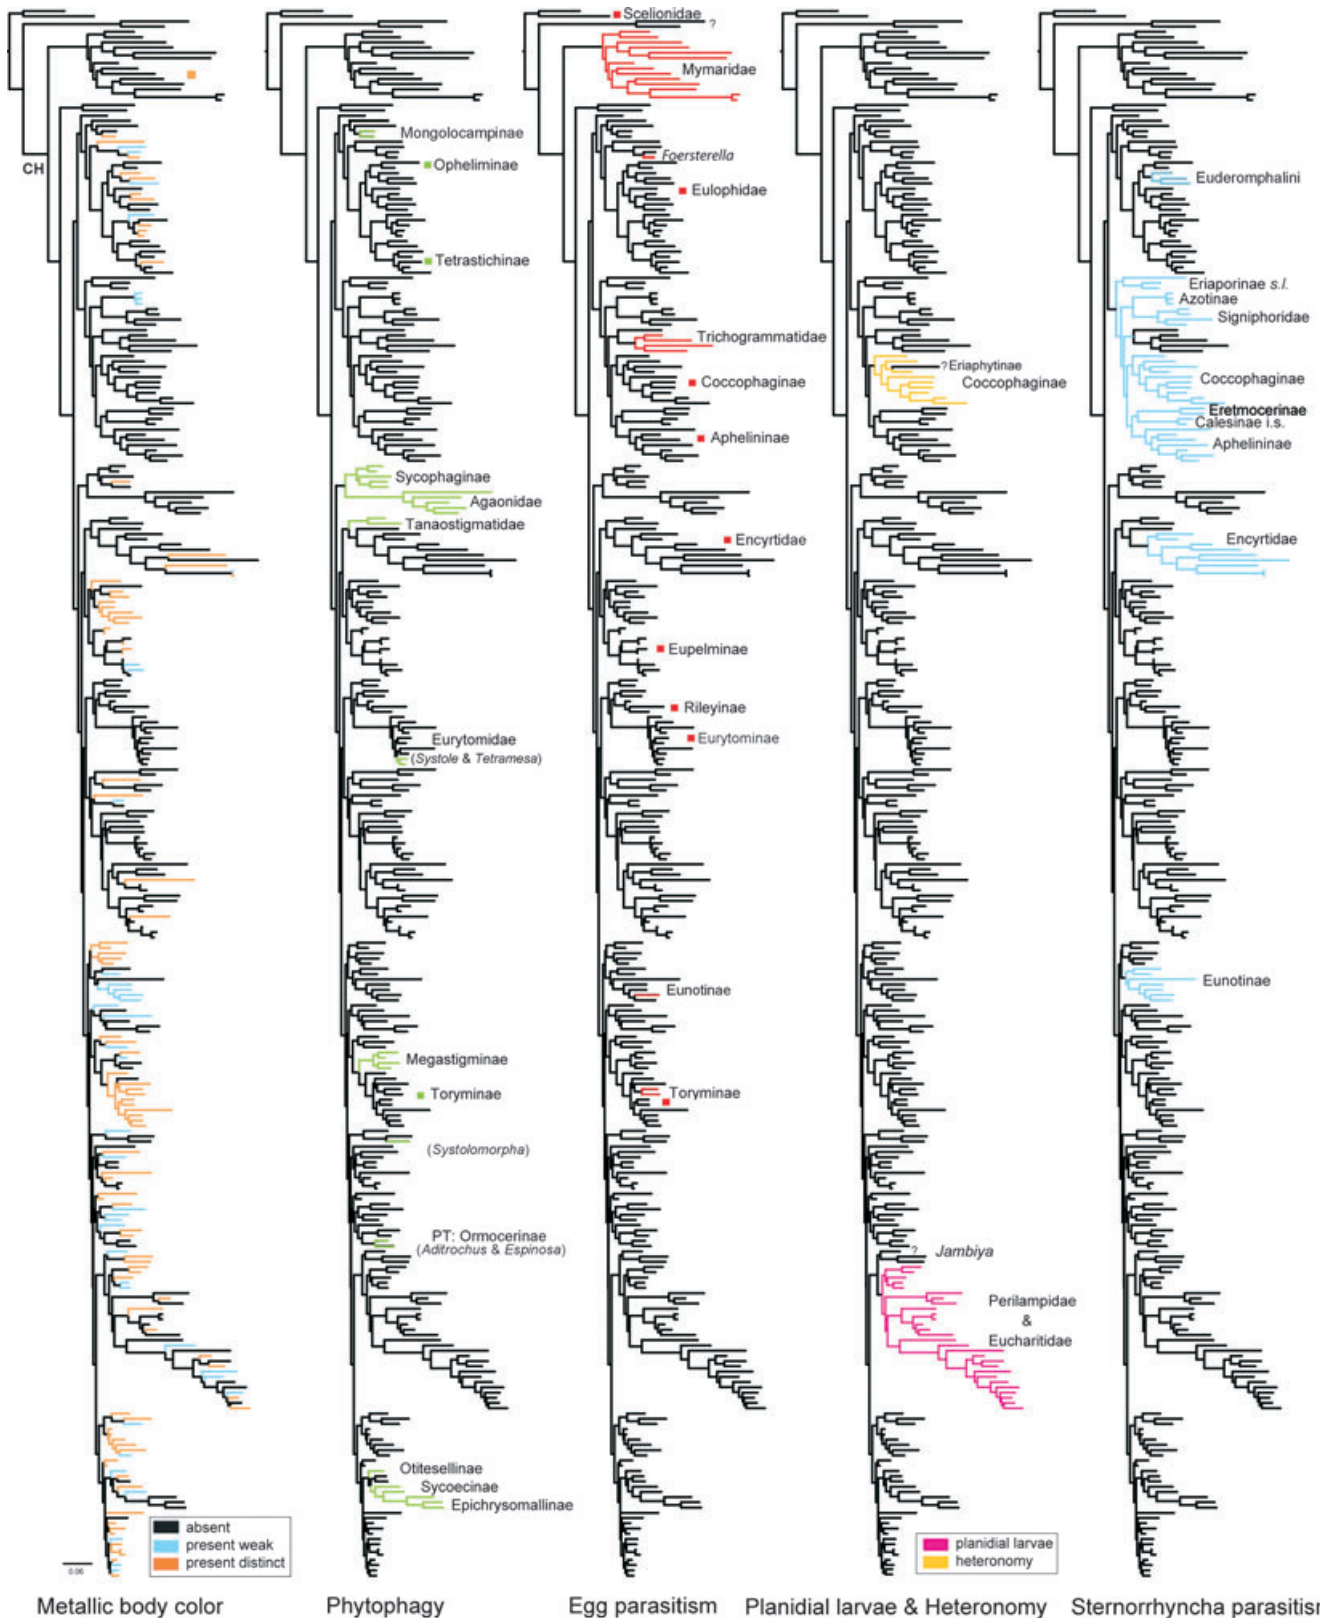 CH
absent
present weak
present distinct
0.06
Metallic body color
Mongolocampinae
Opheliminae
Tetrastichinae
Sycophaginae
Agaonidae
Tanaostigmatidae
Eurytomidae
(Systole & Tetramesa)
Megastigminae
Toryminae
(Systolomorpha)
PT: Ormocerinae
(Aditrochus & Espinosa)
Otitesellinae
Sycoecinae
Epichrysomallinae
Phytophagy
Scelionidae
?
Mymaridae
Foersterella
Eulophidae
Trichogrammatidae
Coccophaginae
Aphelininae
Encyrtidae
Eupelminae
Rileyinae
Eurytominae
Eunotinae
Toryminae
Egg parasitism
? Eriaphytinae
Coccophaginae
? Jambiya
Perilampidae
&
Eucharitidae
planidial larvae
heteronomy
Planidial larvae & Heteronomy
Euderomphalini
Eriaporinae s.l.
Azotinae
Signiphoridae
Coccophaginae
Eretmocerinae
Calesinae i.s.
Aphelininae
Encyrtidae
Eunotinae
Sternorrhyncha parasitism